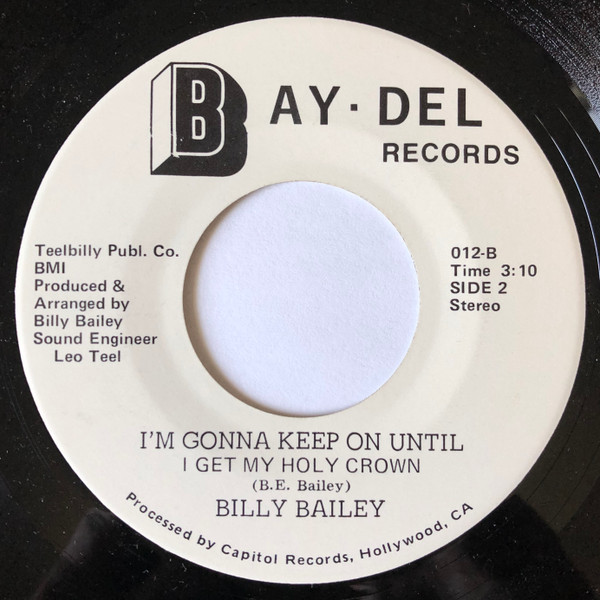 BAY·DEL
RECORDS
Teelbilly Publ. Co.
BMI
Produced &
Arranged by
Billy Bailey
Sound Engineer
Leo Teel
012-B
Time 3:10
SIDE 2
Stereo
I'M GONNA KEEP ON UNTIL
I GET MY HOLY CROWN
(B.E. Bailey)
BILLY BAILEY
Processed by Capitol Records, Hollywood, CA